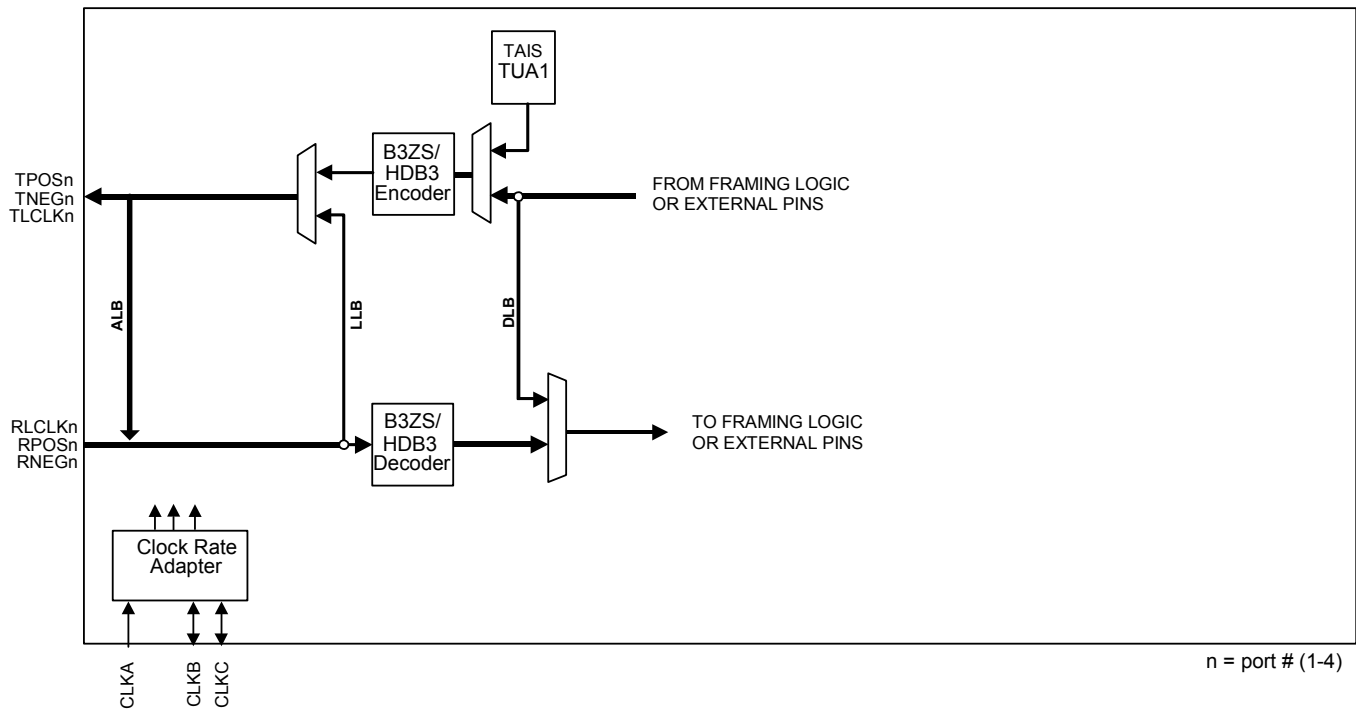 TAIS
TUA1
B3ZS/
HDB3
Encoder
TPOSn
TNEGn
TLCLKn
FROM FRAMING LOGIC
OR EXTERNAL PINS
ALB
LLB
DLB
RLCLKn
RPOSn
RNEGn
B3ZS/
HDB3
Decoder
TO FRAMING LOGIC
OR EXTERNAL PINS
Clock Rate
Adapter
CLKA
CLKB
CLKC
n = port # (1-4)